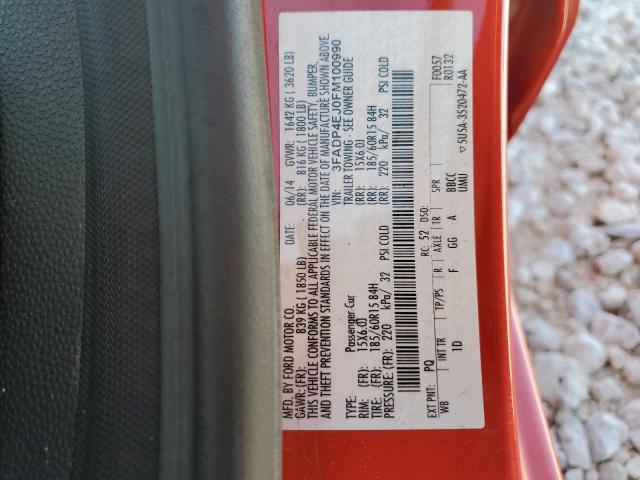 MFD. BY FORD MOTOR CO. DATE: 06/14 GVWR: 1642 KG ( 3620 LB)
GAWR: (FR): 839 KG ( 1850 LB) (RR): 816 KG ( 1800 LB)
THIS VEHICLE CONFORMS TO ALL APPLICABLE FEDERAL MOTOR VEHICLE SAFETY, BUMPER,
AND THEFT PREVENTION STANDARDS IN EFFECT ON THE DATE OF MANUFACTURE SHOWN ABOVE.
VIN: 3FADP4EJ0FM100990
TYPE: Passenger Car TRAILER TOWING - SEE OWNER GUIDE
RIM: (FR): 15X6.0J (RR): 15X6.0J
TIRE: (FR): 185/60R15 84H (RR): 185/60R15 84H
PRESSURE: (FR): 220 kPa/ 32 PSI COLD (RR): 220 kPa/ 32 PSI COLD
EXT PNT: PQ RC: 52 DSO: F0057
WB INT TR TP/PS R AXLE TR SPR R0132
1D F GG A BBCC
UMU
▽5U5A-3520472-AA